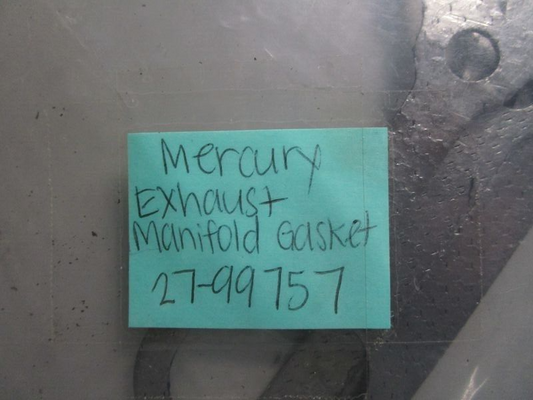 Mercury
Exhaust
Manifold Gasket
27-99757